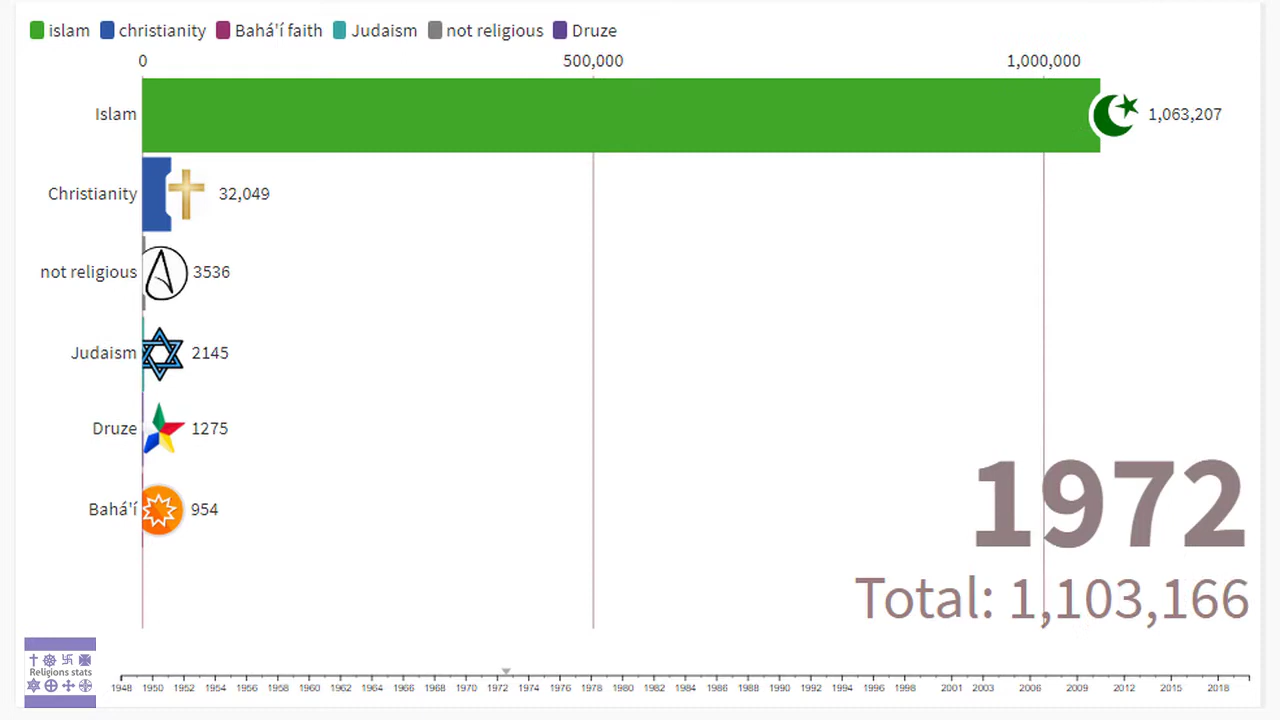 islam christianity Bahá'í faith Judaism not religious Druze
0 500,000 1,000,000
Islam 1,063,207
Christianity 32,049
not religious 3536
Judaism 2145
Druze 1275
Bahá'í 954
1972
Total: 1,103,166
Religions stats
1948 1950 1952 1954 1956 1958 1960 1962 1964 1966 1968 1970 1972 1974 1976 1978 1980 1982 1984 1986 1988 1990 1992 1994 1996 1998 2001 2003 2006 2009 2012 2015 2018